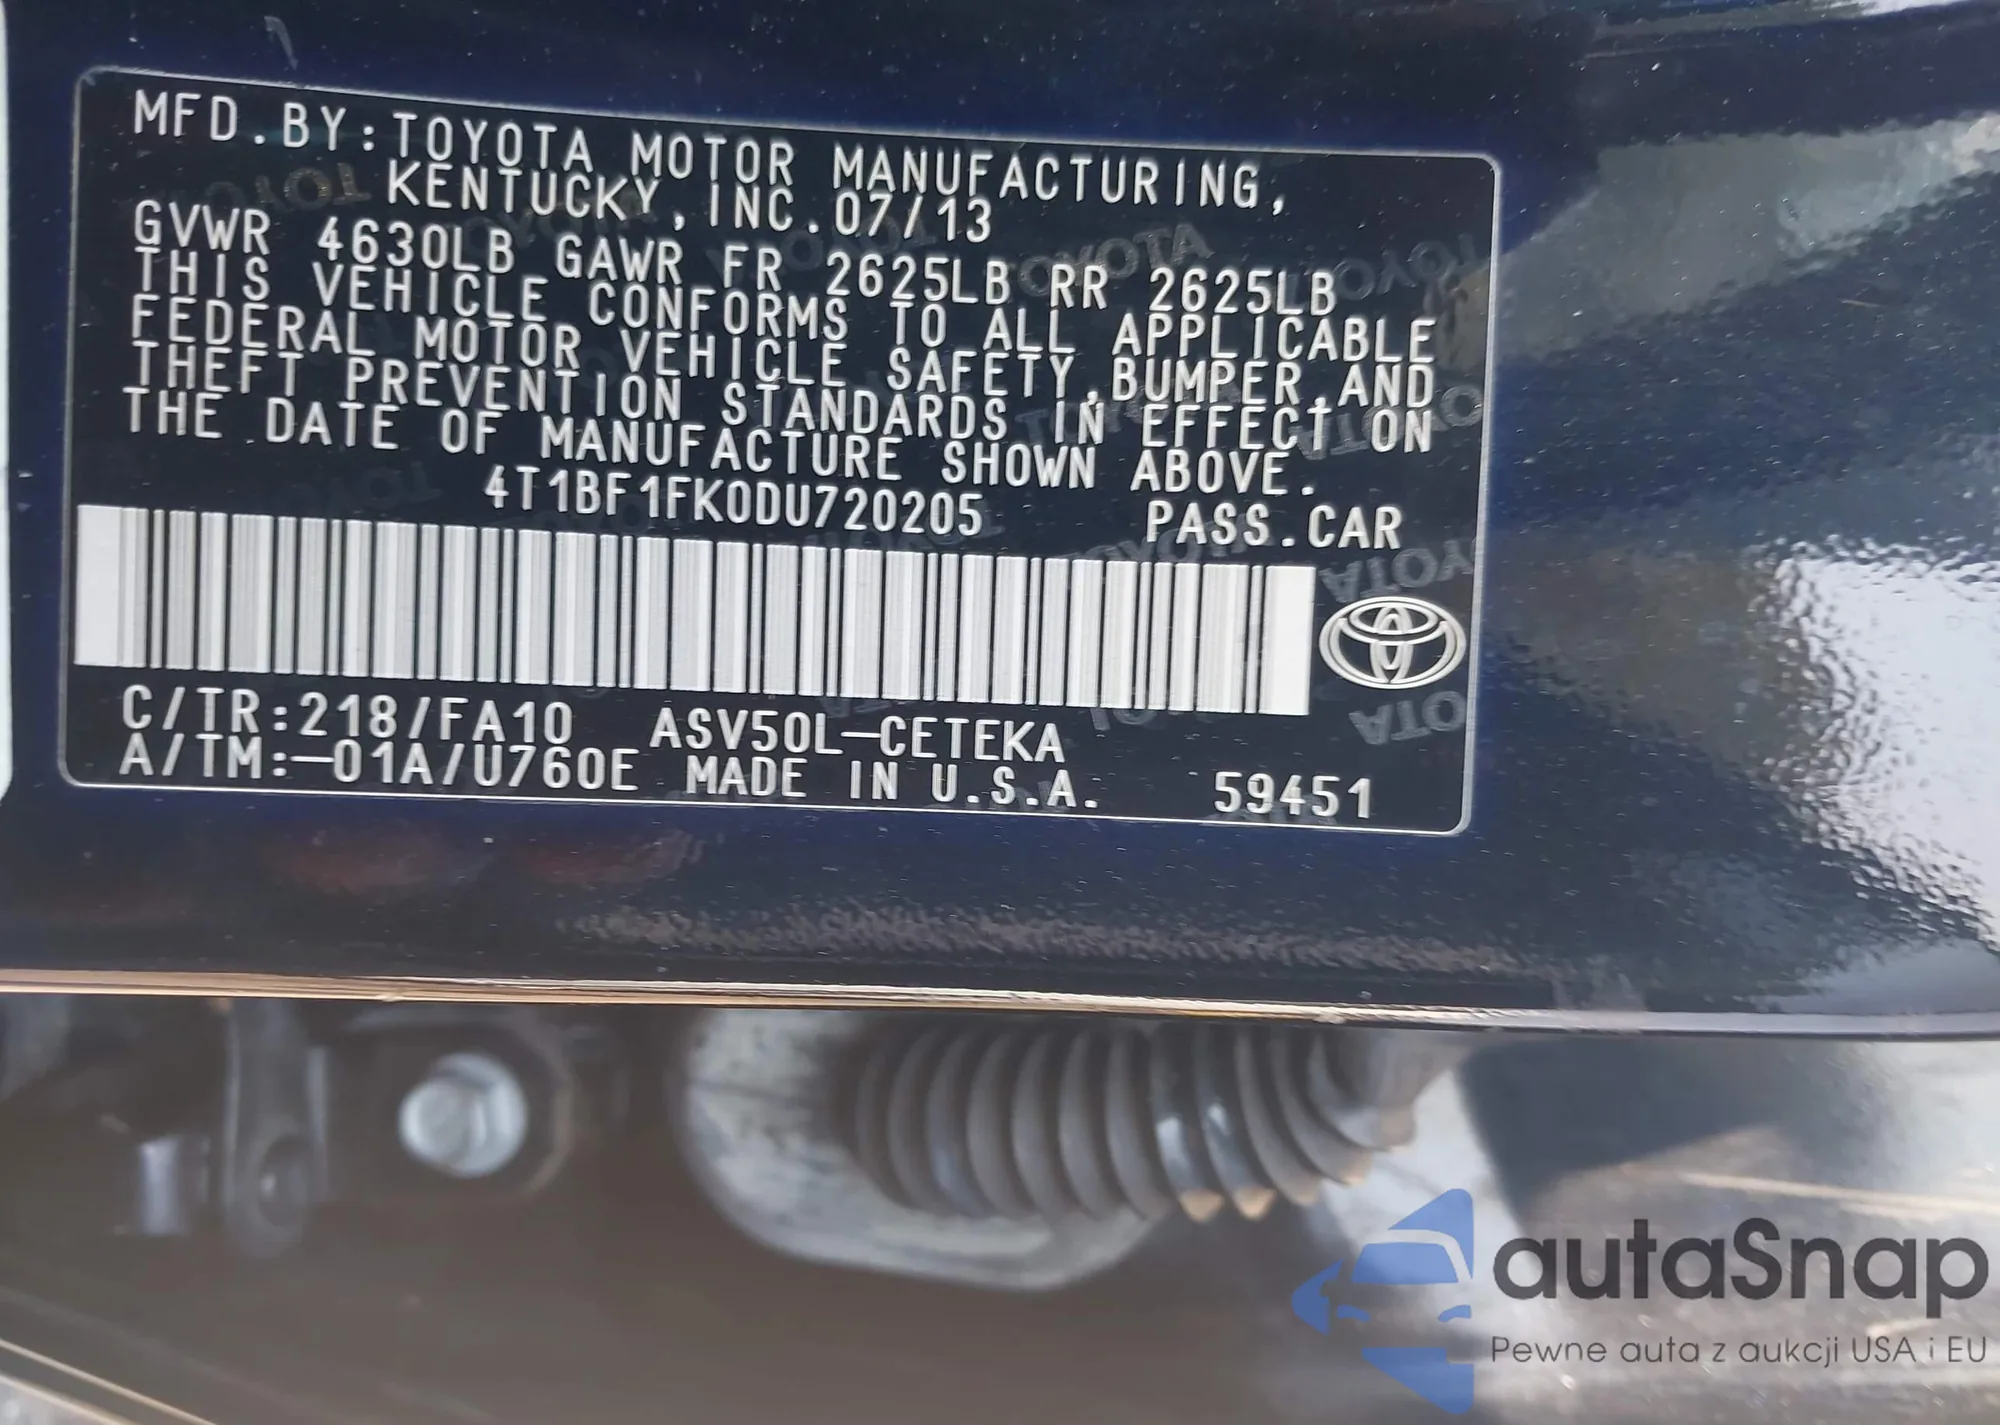 MFD.BY:TOYOTA MOTOR MANUFACTURING,
KENTUCKY,INC.07/13
GVWR 4630LB GAWR FR 2625LB RR 2625LB
THIS VEHICLE CONFORMS TO ALL APPLICABLE
FEDERAL MOTOR VEHICLE SAFETY,BUMPER,AND
THEFT PREVENTION STANDARDS IN EFFECT ON
THE DATE OF MANUFACTURE SHOWN ABOVE.
4T1BF1FK0DU720205 PASS.CAR
C/TR:218/FA10 ASV50L-CETEKA
A/TM:-01A/U760E MADE IN U.S.A. 59451
autaSnap
Pewne auta z aukcji USA i EU